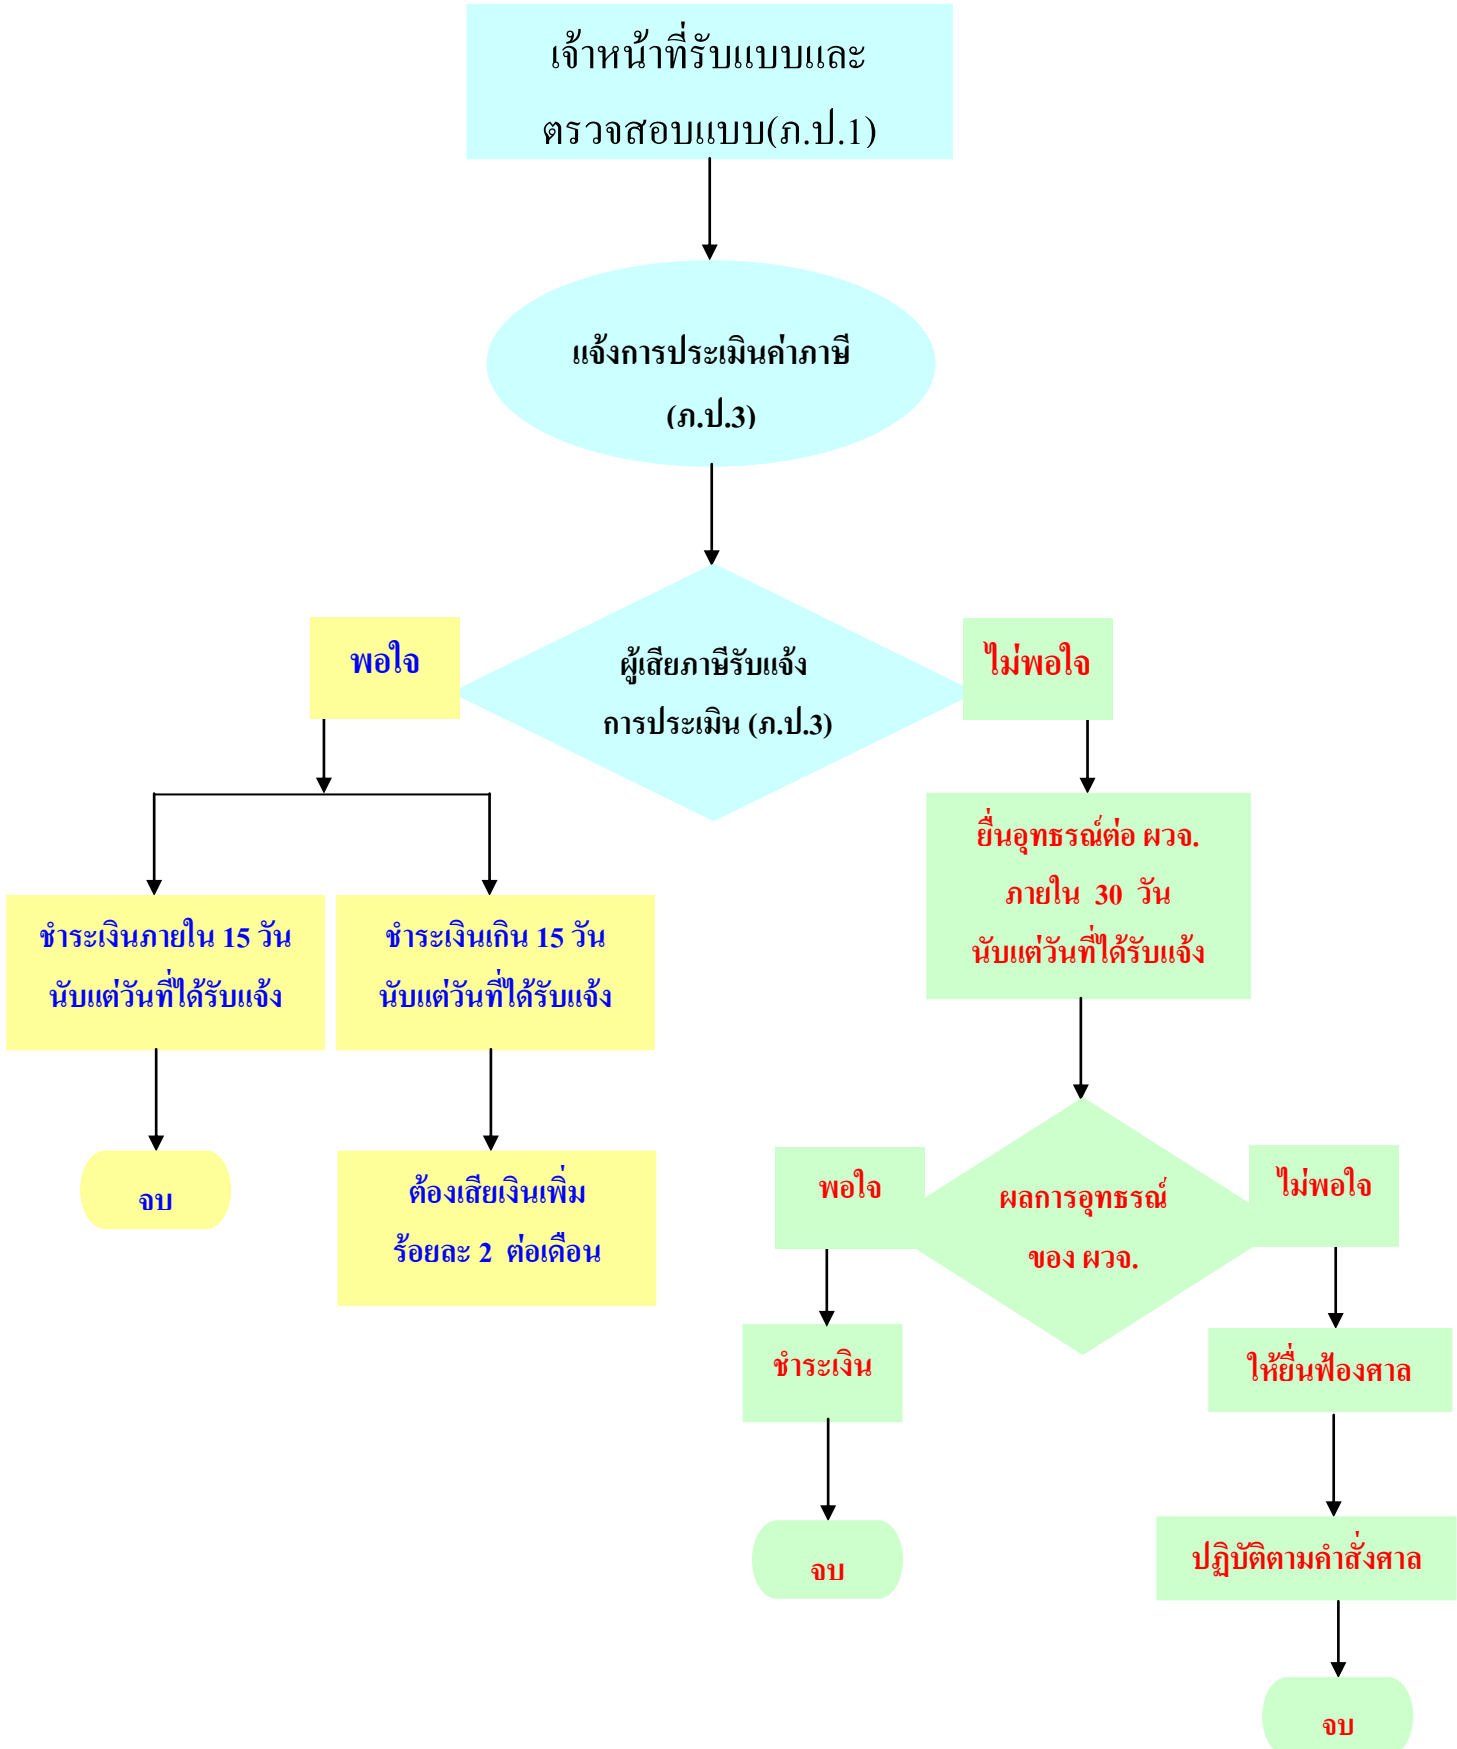 เจ้าหน้าที่รับแบบและ
ตรวจสอบแบบ(ภ.ป.1)
แจ้งการประเมินค่าภาษี
(ภ.ป.3)
พอใจ
ผู้เสียภาษีรับแจ้ง
การประเมิน (ภ.ป.3)
ไม่พอใจ
ชำระเงินภายใน 15 วัน
นับแต่วันที่ได้รับแจ้ง
ชำระเงินเกิน 15 วัน
นับแต่วันที่ได้รับแจ้ง
ยื่นอุทธรณ์ต่อ ผวจ.
ภายใน 30 วัน
นับแต่วันที่ได้รับแจ้ง
จบ
ต้องเสียเงินเพิ่ม
ร้อยละ 2 ต่อเดือน
พอใจ
ผลการอุทธรณ์
ของ ผวจ.
ไม่พอใจ
ชำระเงิน
ให้ยื่นฟ้องศาล
จบ
ปฏิบัติตามคำสั่งศาล
จบ